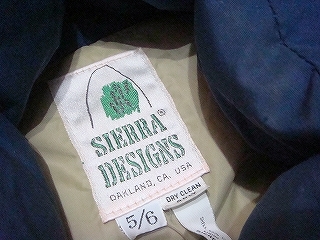 SIERRA®
DESIGNS
OAKLAND, CA. USA
5/6
DRY CLEAN